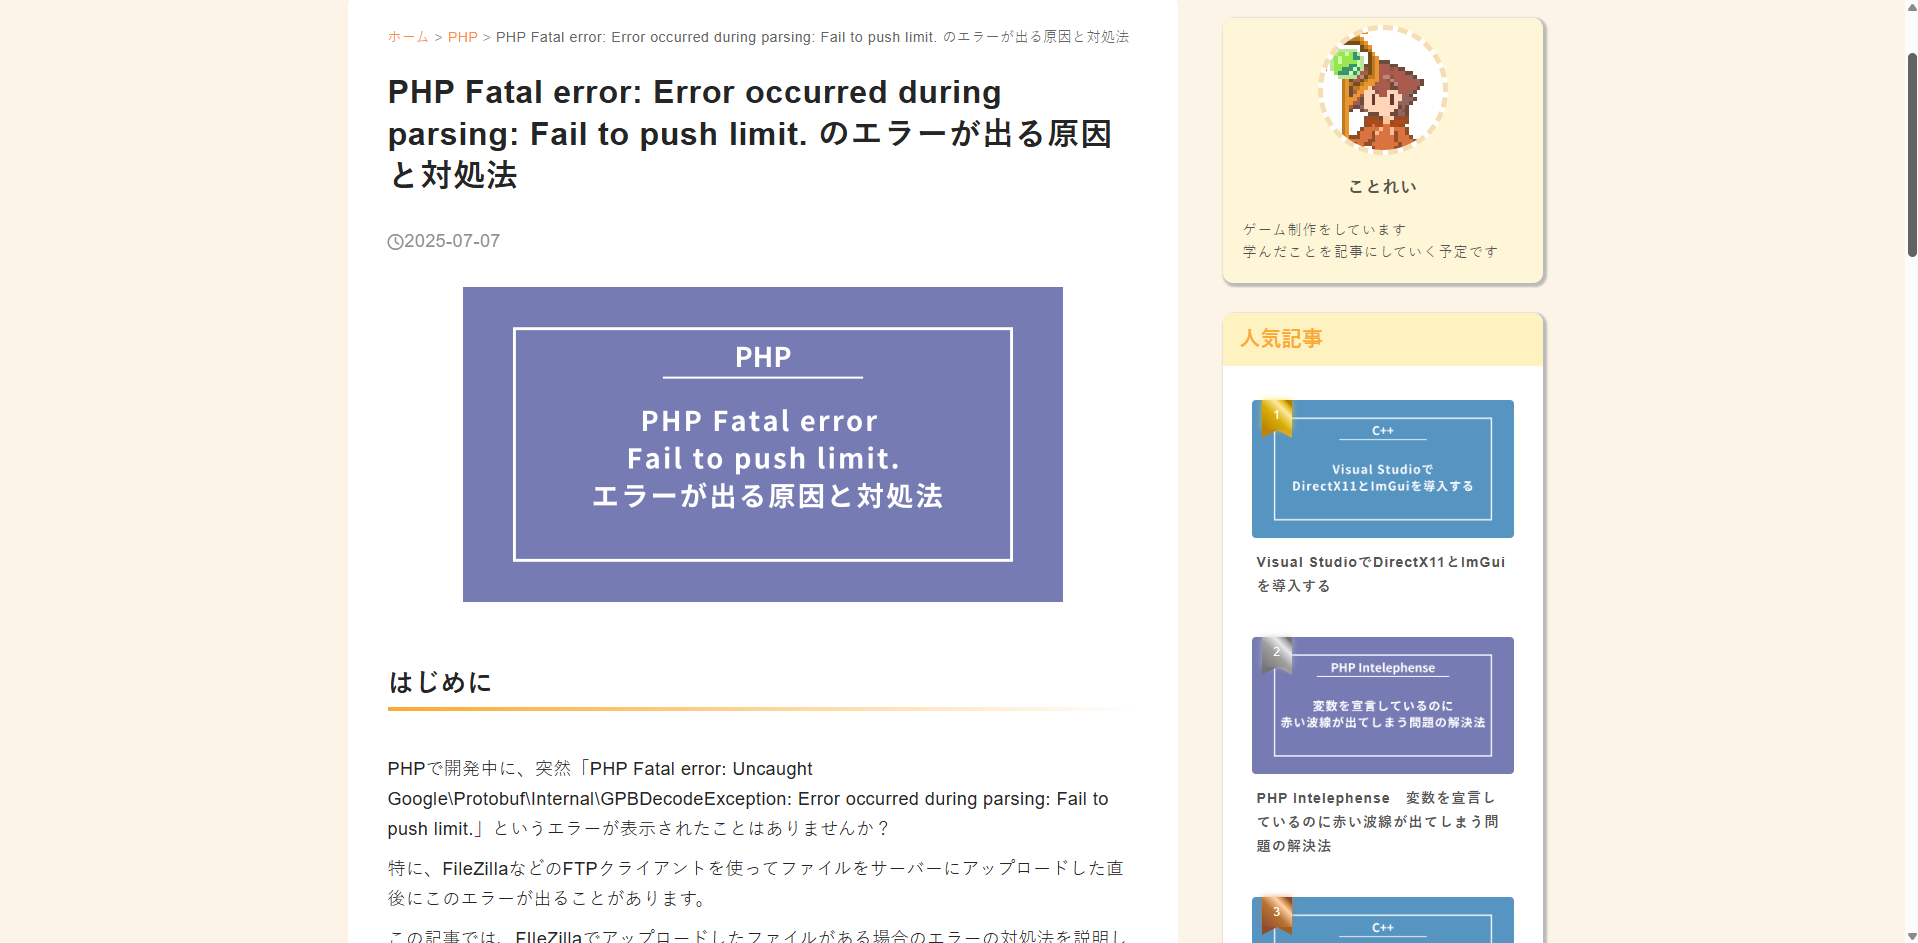 ホーム > PHP > PHP Fatal error: Error occurred during parsing: Fail to push limit. のエラーが出る原因と対処法
PHP Fatal error: Error occurred during
parsing: Fail to push limit. のエラーが出る原因
と対処法
2025-07-07
PHP
PHP Fatal error
Fail to push limit.
エラーが出る原因と対処法
はじめに
PHPで開発中に、突然「PHP Fatal error: Uncaught
Google\Protobuf\Internal\GPBDecodeException: Error occurred during parsing: Fail to
push limit.」というエラーが表示されたことはありませんか？
特に、FileZillaなどのFTPクライアントを使ってファイルをサーバーにアップロードした直
後にこのエラーが出ることがあります。
この記事では、FIleZillaでアップロードしたファイルがある場合のエラーの対処法を説明し
ことれい
ゲーム制作をしています
学んだことを記事にしていく予定です
人気記事
1
C++
Visual Studioで
DirectX11とImGuiを導入する
Visual StudioでDirectX11とImGui
を導入する
2
PHP Intelephense
変数を宣言しているのに
赤い波線が出てしまう問題の解決法
PHP Intelephense　変数を宣言し
ているのに赤い波線が出てしまう問
題の解決法
3
C++